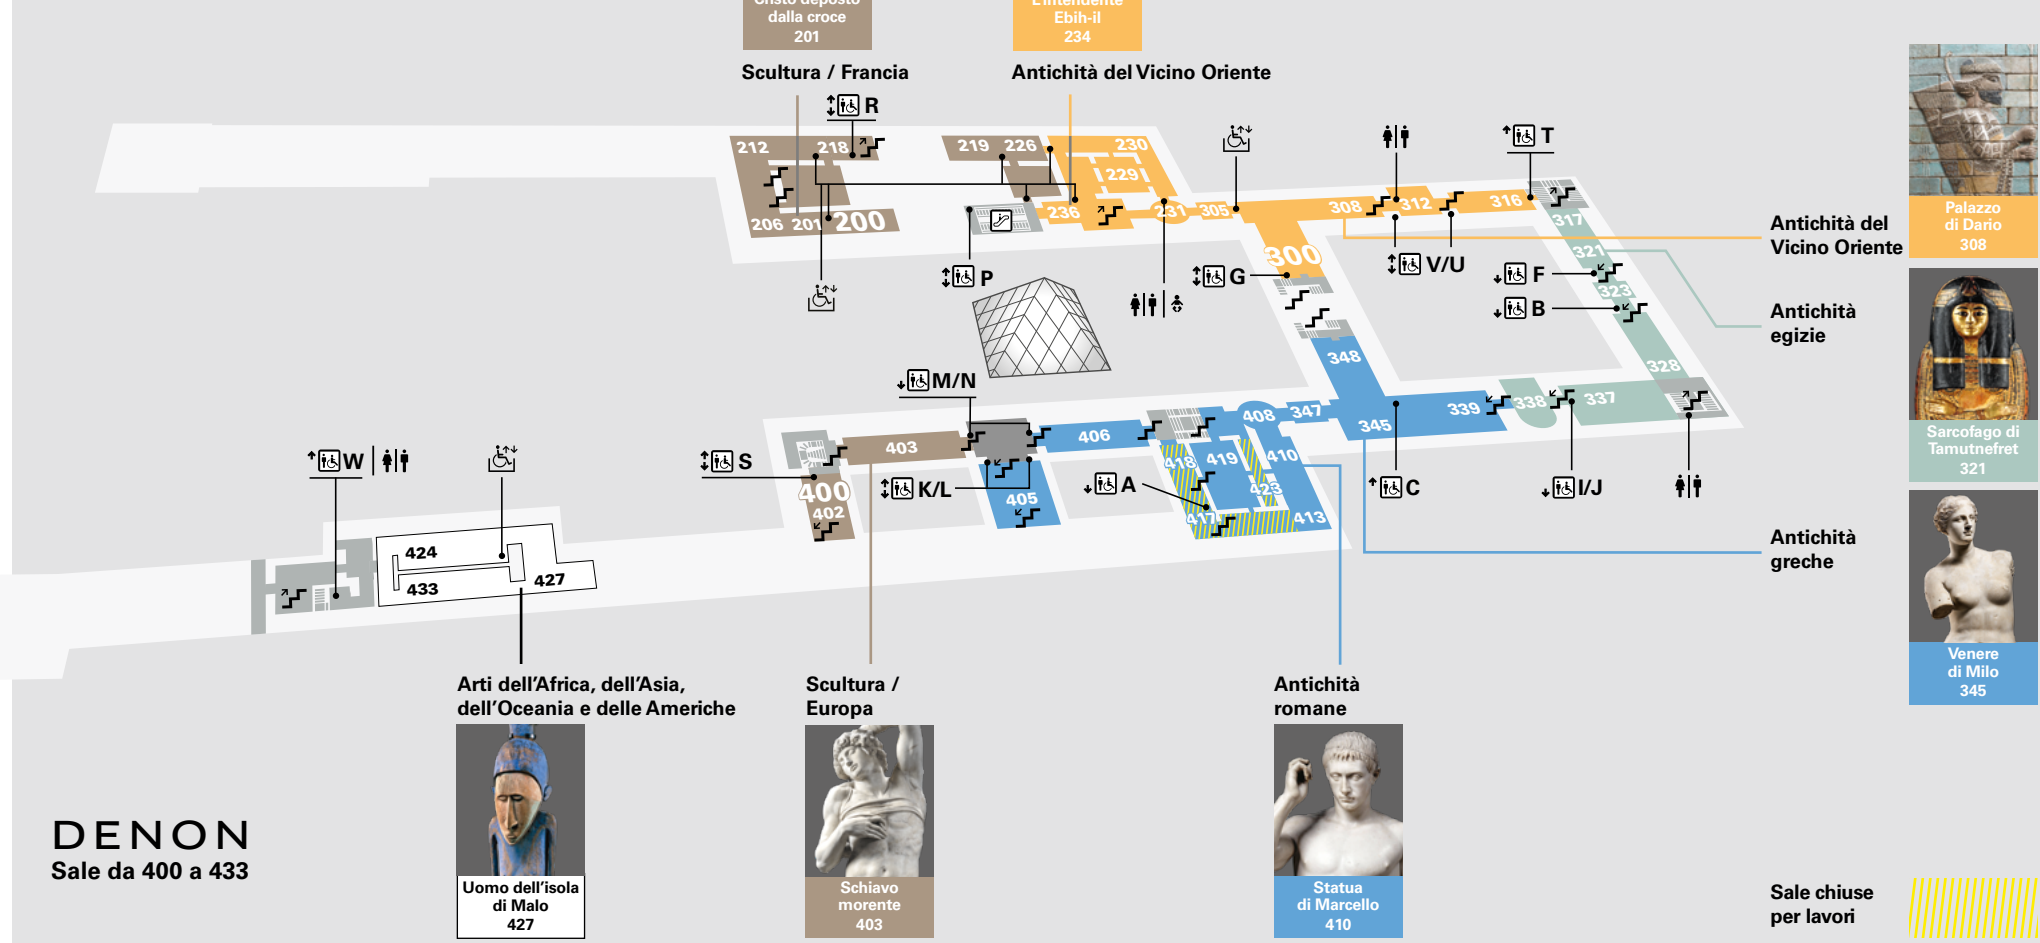 Cristo deposto
dalla croce
201
L'intendente
Ebih-il
234
Scultura / Francia
Antichità del Vicino Oriente
R
212
218
219
226
230
229
T
206
201
200
236
231
305
308
312
316
317
321
323
328
P
G
300
V/U
F
B
Antichità del
Vicino Oriente
Palazzo
di Dario
308
Antichità
egizie
Sarcofago di
Tamutnefret
321
348
M/N
408
347
345
339
338
337
403
406
418
419
410
423
417
413
W
S
400
402
K/L
405
A
C
I/J
424
433
427
Antichità
greche
Venere
di Milo
345
Arti dell'Africa, dell'Asia,
dell'Oceania e delle Americhe
Uomo dell'isola
di Malo
427
Scultura /
Europa
Schiavo
morente
403
Antichità
romane
Statua
di Marcello
410
DENON
Sale da 400 a 433
Sale chiuse
per lavori